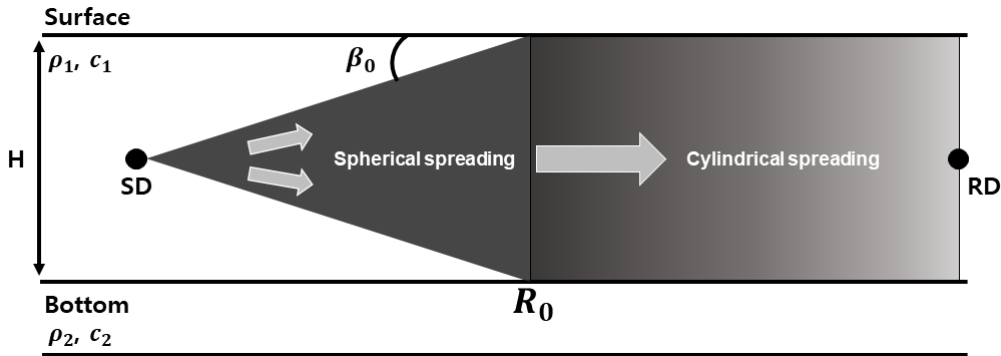 Surface
ρ₁, c₁
β₀
H
SD
Spherical spreading
Cylindrical spreading
RD
Bottom
R₀
ρ₂, c₂